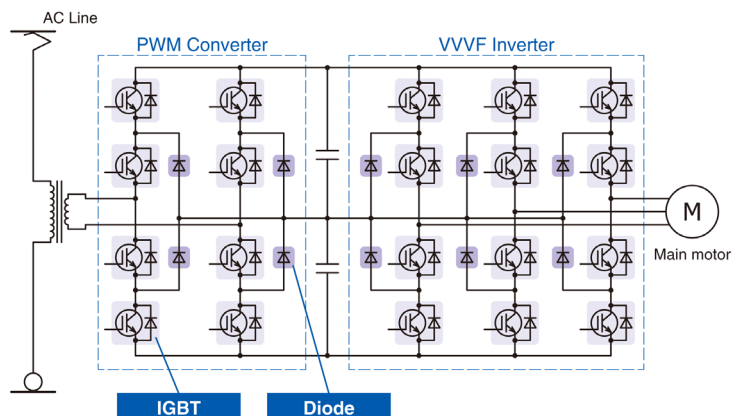 AC Line
PWM Converter
VVVF Inverter
M
Main motor
IGBT
Diode